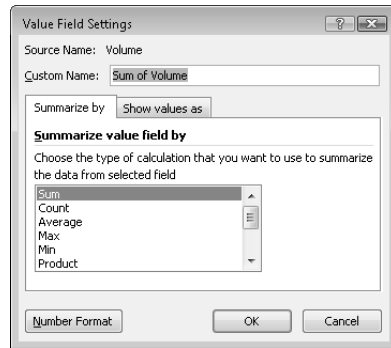 Value Field Settings
Source Name: Volume
Custom Name: Sum of Volume
Summarize by Show values as
Summarize value field by
Choose the type of calculation that you want to use to summarize
the data from selected field
Sum
Count
Average
Max
Min
Product
Number Format OK Cancel